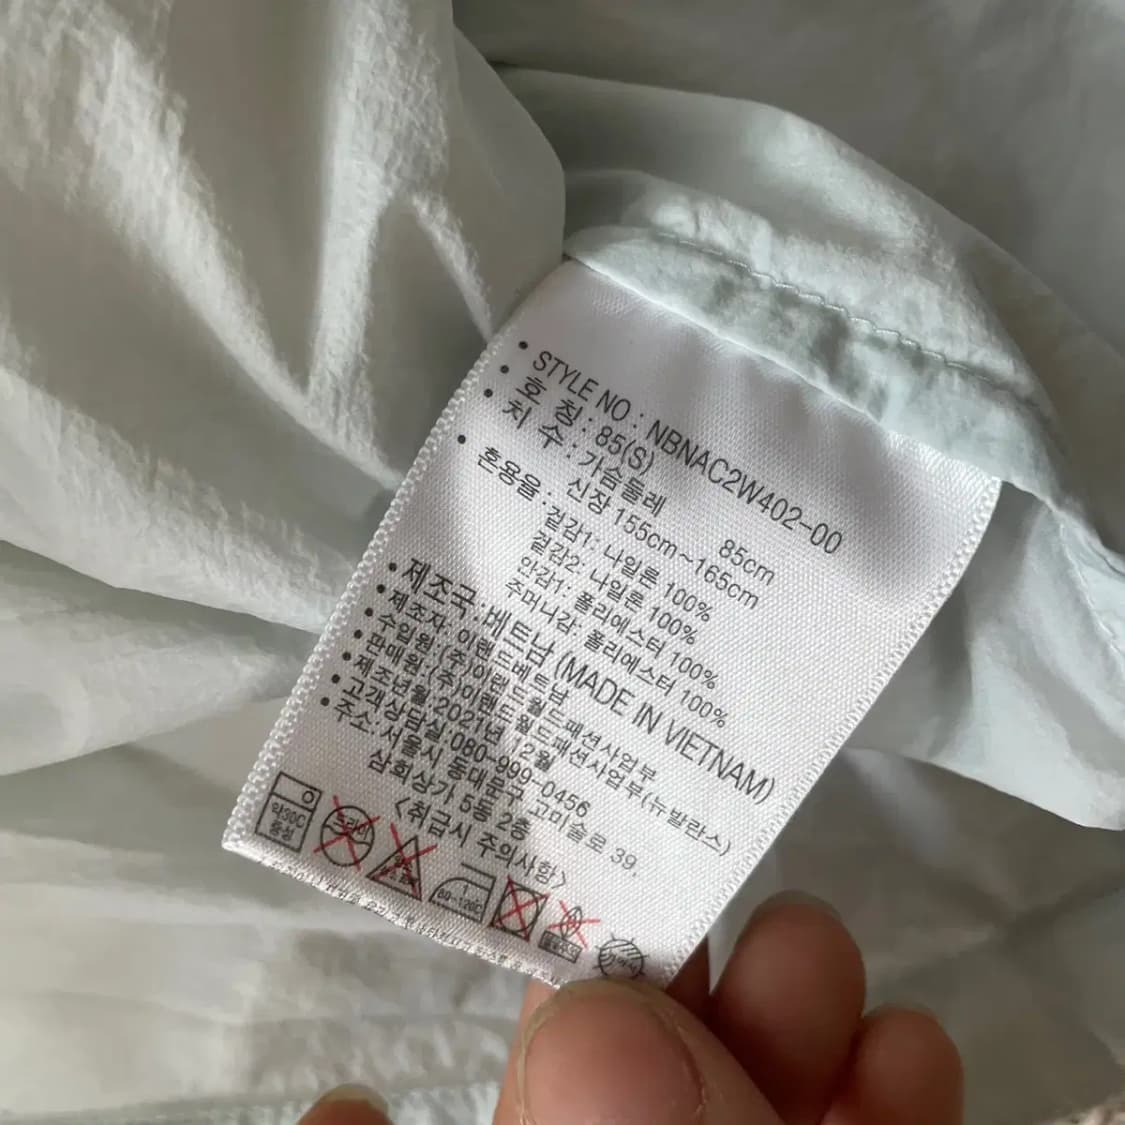 • STYLE NO : NBNAC2W402-00
• 호 칭 : 85(S)
• 치 수 : 가슴둘레 85cm
신장 155cm~165cm
• 혼용율 : 겉감1: 나일론 100%
겉감2: 나일론 100%
안감1: 폴리에스터 100%
주머니감: 폴리에스터 100%
• 제조국 : 베트남 (MADE IN VIETNAM)
• 제조자: 이랜드베트남
• 수입원:(주)이랜드월드패션사업부
• 판매원:(주)이랜드월드패션사업부(뉴발란스)
• 제조년월:2021년 12월
• 고객상담실:080-999-0456
• 주소: 서울시 동대문구 고미술로 39,
삼희상가 5동 2층
<취급시 주의사항>
약30C
중성
드라이
80~120C